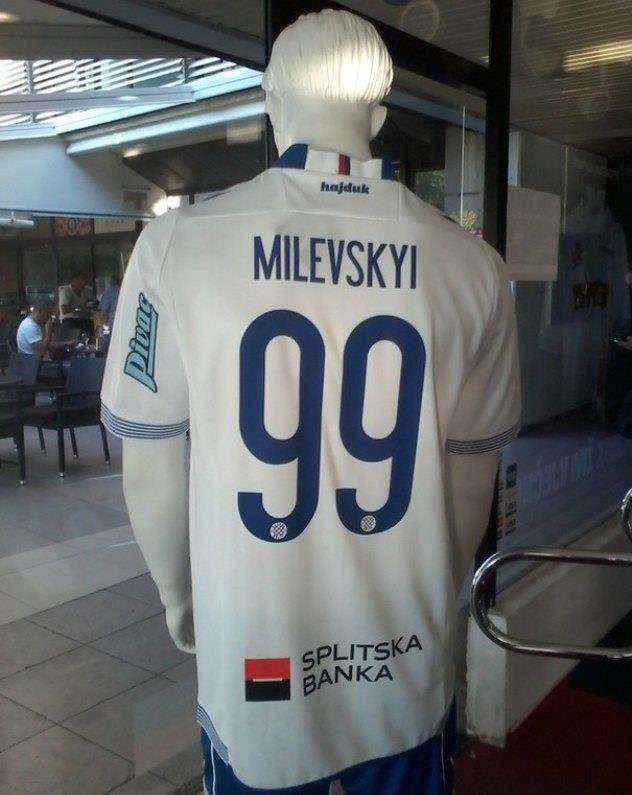 hajduk
MILEVSKYI
99
Pivac
SPLITSKA
BANKA